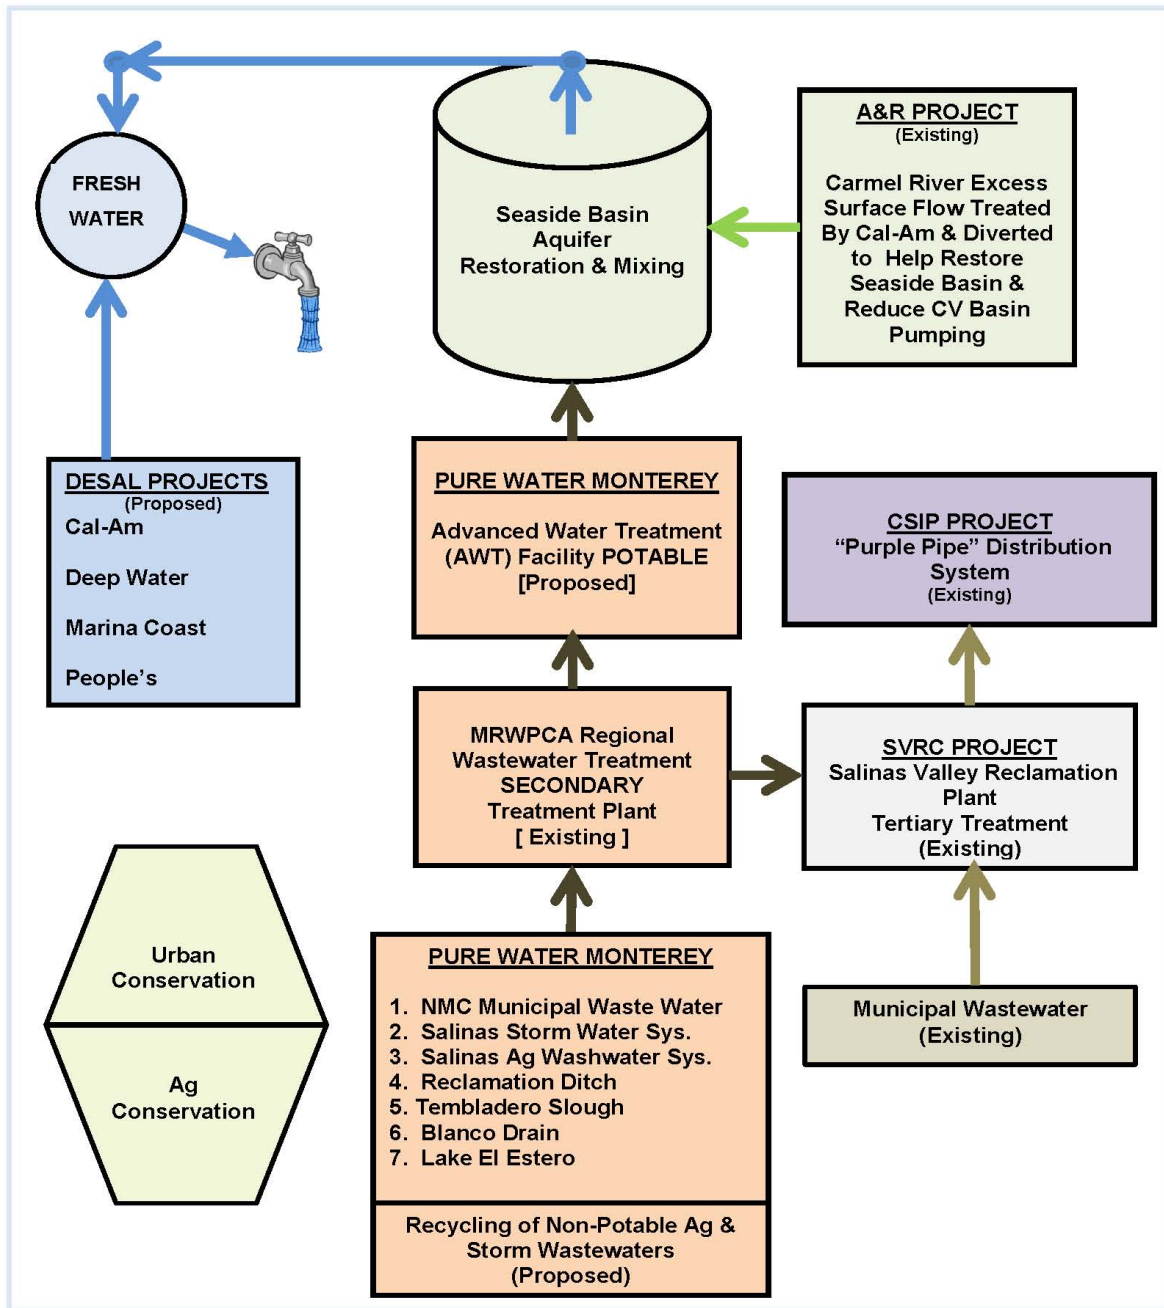 FRESH
WATER
Seaside Basin
Aquifer
Restoration & Mixing
A&R PROJECT
(Existing)
Carmel River Excess
Surface Flow Treated
By Cal-Am & Diverted
to Help Restore
Seaside Basin &
Reduce CV Basin
Pumping
DESAL PROJECTS
(Proposed)
Cal-Am
Deep Water
Marina Coast
People's
PURE WATER MONTEREY
Advanced Water Treatment
(AWT) Facility POTABLE
[Proposed]
CSIP PROJECT
“Purple Pipe” Distribution
System
(Existing)
MRWPCA Regional
Wastewater Treatment
SECONDARY
Treatment Plant
[ Existing ]
SVRC PROJECT
Salinas Valley Reclamation
Plant
Tertiary Treatment
(Existing)
Urban
Conservation
Ag
Conservation
PURE WATER MONTEREY
1. NMC Municipal Waste Water
2. Salinas Storm Water Sys.
3. Salinas Ag Washwater Sys.
4. Reclamation Ditch
5. Tembladero Slough
6. Blanco Drain
7. Lake El Estero
Recycling of Non-Potable Ag &
Storm Wastewaters
(Proposed)
Municipal Wastewater
(Existing)